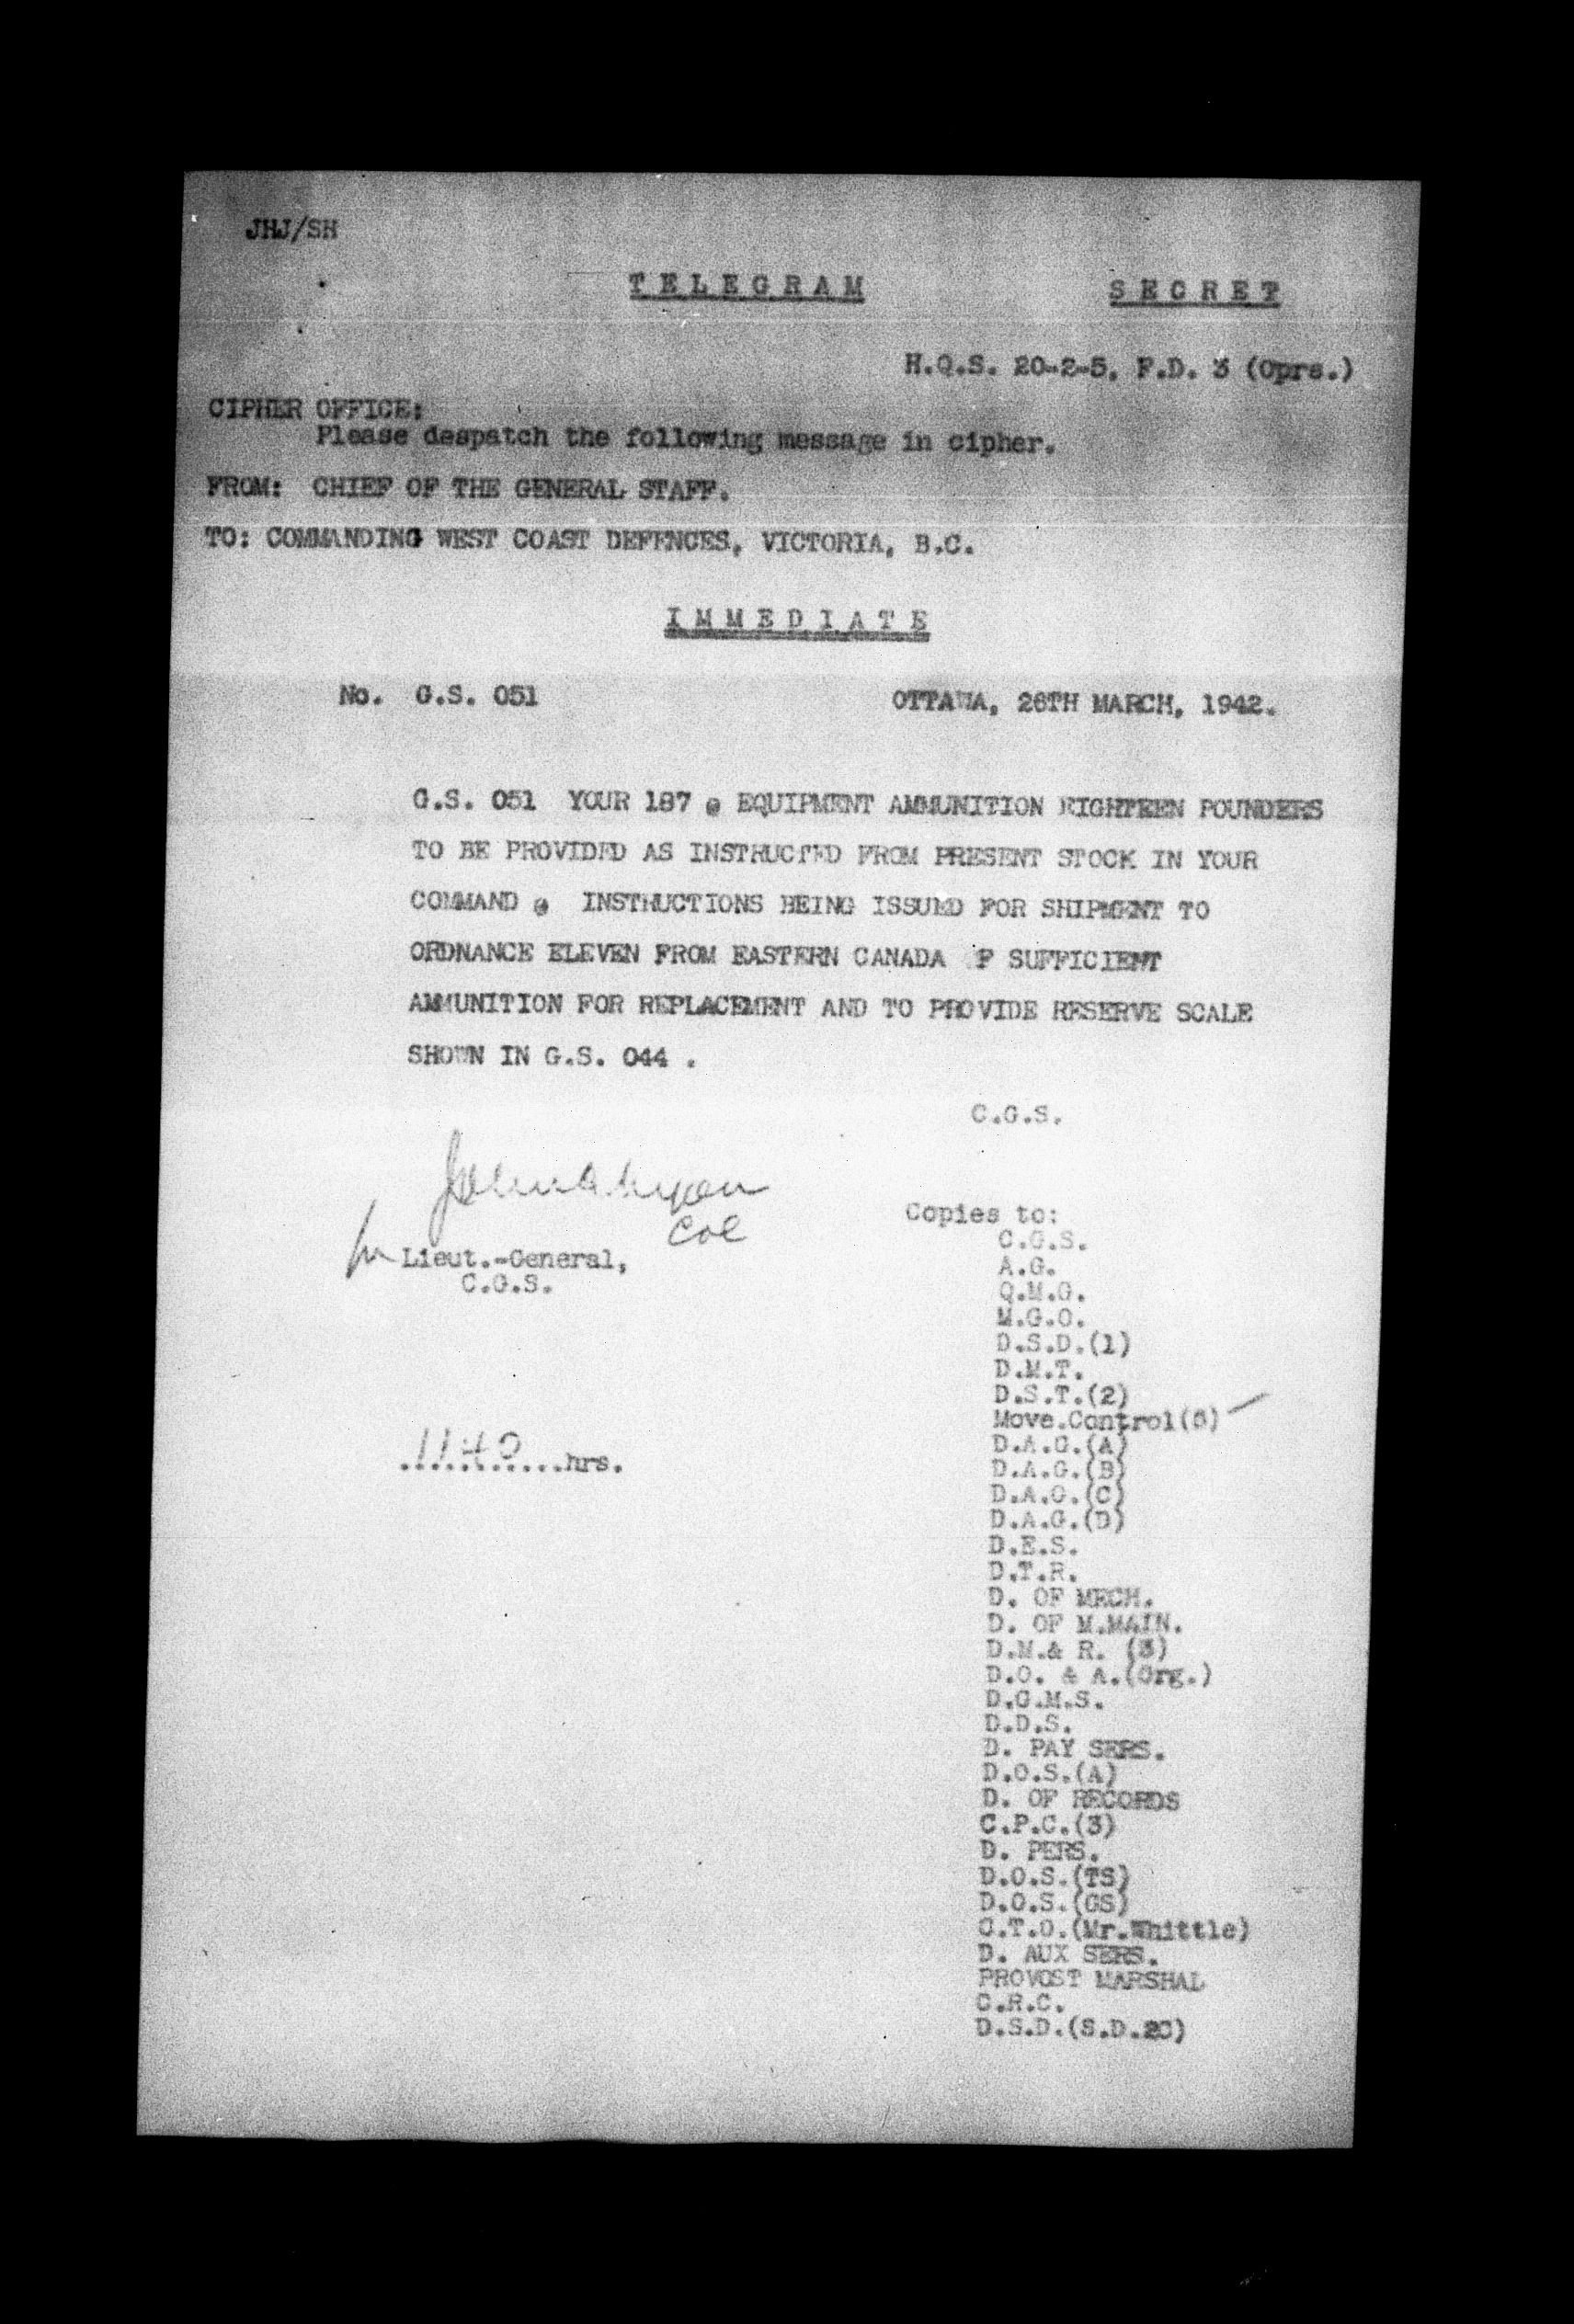 JHJ/SH
TELEGRAM
SECRET
H.Q.S. 20-2-5, F.D. 3 (Oprs.)
CIPHER OFFICE:
Please despatch the following message in cipher.
FROM: CHIEF OF THE GENERAL STAFF.
TO: COMMANDING WEST COAST DEFENCES, VICTORIA, B.C.
IMMEDIATE
No. G.S. 051
OTTAWA, 26TH MARCH, 1942.
G.S. 051 YOUR 187 @ EQUIPMENT AMMUNITION EIGHTEEN POUNDERS
TO BE PROVIDED AS INSTRUCTED FROM PRESENT STOCK IN YOUR
COMMAND @ INSTRUCTIONS BEING ISSUED FOR SHIPMENT TO
ORDNANCE ELEVEN FROM EASTERN CANADA F SUFFICIENT
AMMUNITION FOR REPLACEMENT AND TO PROVIDE RESERVE SCALE
SHOWN IN G.S. 044 .
C.G.S.
Col
for Lieut.-General,
C.G.S.
1140 hrs.
Copies to:
C.G.S.
A.G.
Q.M.G.
M.G.O.
D.S.D.(1)
D.M.T.
D.S.T.(2)
Move.Control
D.A.G.(A)
D.A.G.(B)
D.A.G.(C)
D.A.G.(D)
D.E.S.
D.T.R.
D. OF MECH.
D. OF M.MAIN.
D.M.& R. (3)
D.O. & A.(Org.)
D.G.M.S.
D.D.S.
D. PAY SERS.
D.O.S.(A)
D. OF RECORDS
C.P.C.(3)
D. PERS.
D.O.S.(TS)
D.O.S.(GS)
C.T.O.(Mr.Whittle)
D. AUX SERS.
PROVOST MARSHAL
C.R.C.
D.S.D.(S.D.2C)